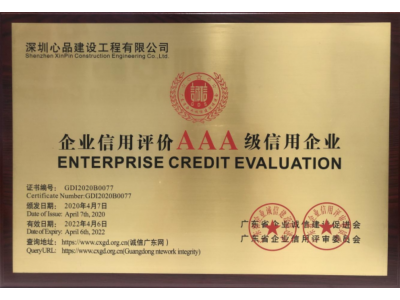 深圳心品建设工程有限公司
Shenzhen XinPin Construction Engineering Co.,Ltd.
企业信用评价AAA级信用企业
ENTERPRISE CREDIT EVALUATION
证书编号： GDI2020B0077
Certificate Number:GDI2020B0077
颁发日期： 2020年4月7日
Date of Issue: April 7th, 2020
有效日期： 2022年4月6日
Date of Expiry: April 6th, 2022
查询地址： https://www.cxgd.org.cn(诚信广东网 )
QueryURL: https://www.cxgd.org.cn(Guangdong ntework integrity)
广东省企业诚信建设促进会
广东省企业信用评审委员会